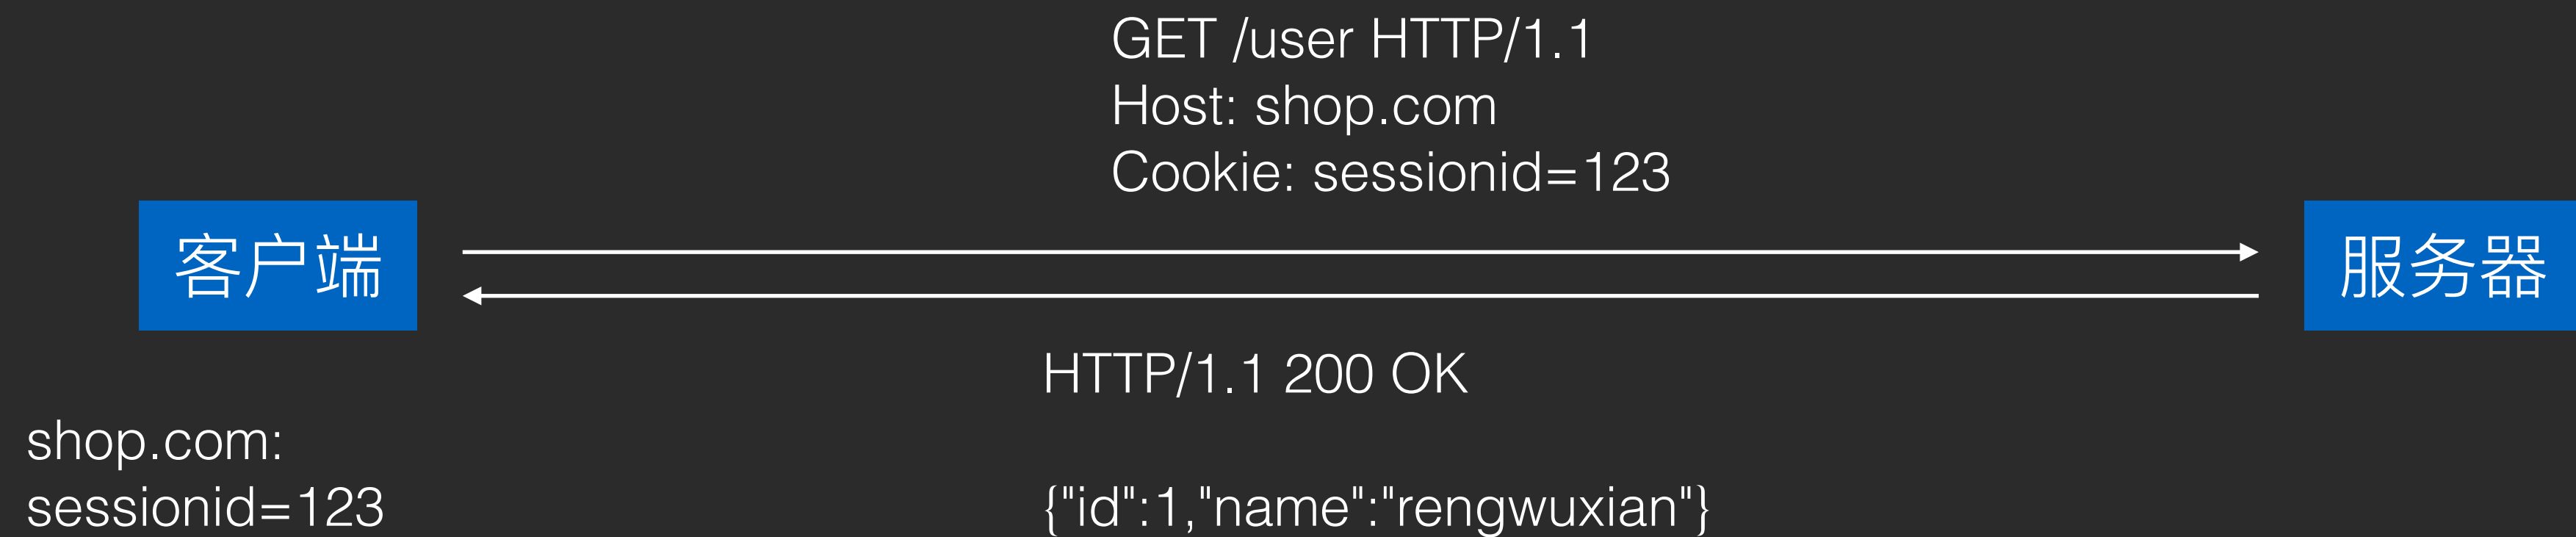 GET /user HTTP/1.1
Host: shop.com
Cookie: sessionid=123
客户端
服务器
HTTP/1.1 200 OK
shop.com:
sessionid=123
{"id":1,"name":"rengwuxian"}